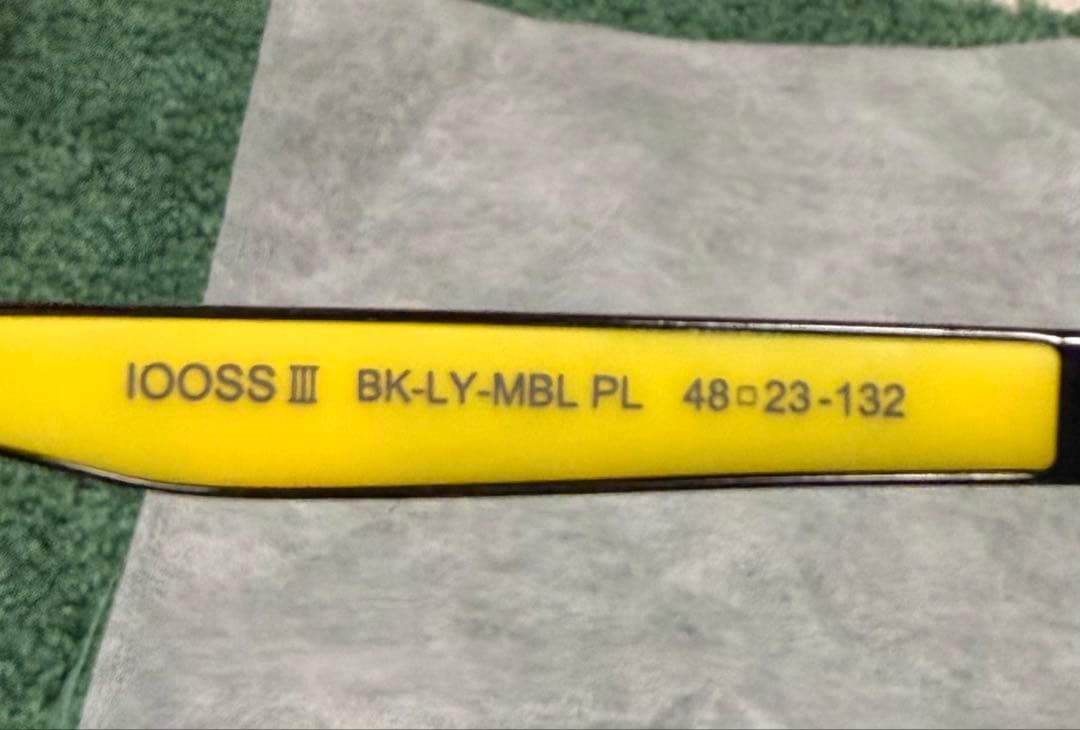 IOOSS Ⅲ BK-LY-MBL PL 48□23-132